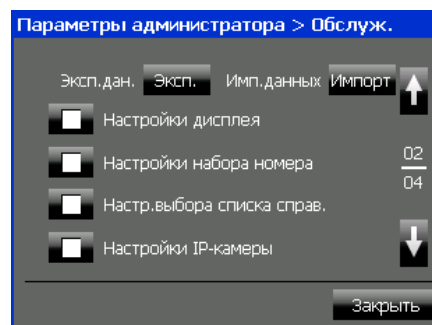 Параметры администратора > Обслуж.
Эксп.дан. Эксп. Имп.данных Импорт
Настройки дисплея
Настройки набора номера
02
04
Настр.выбора списка справ.
Настройки IP-камеры
Закрыть